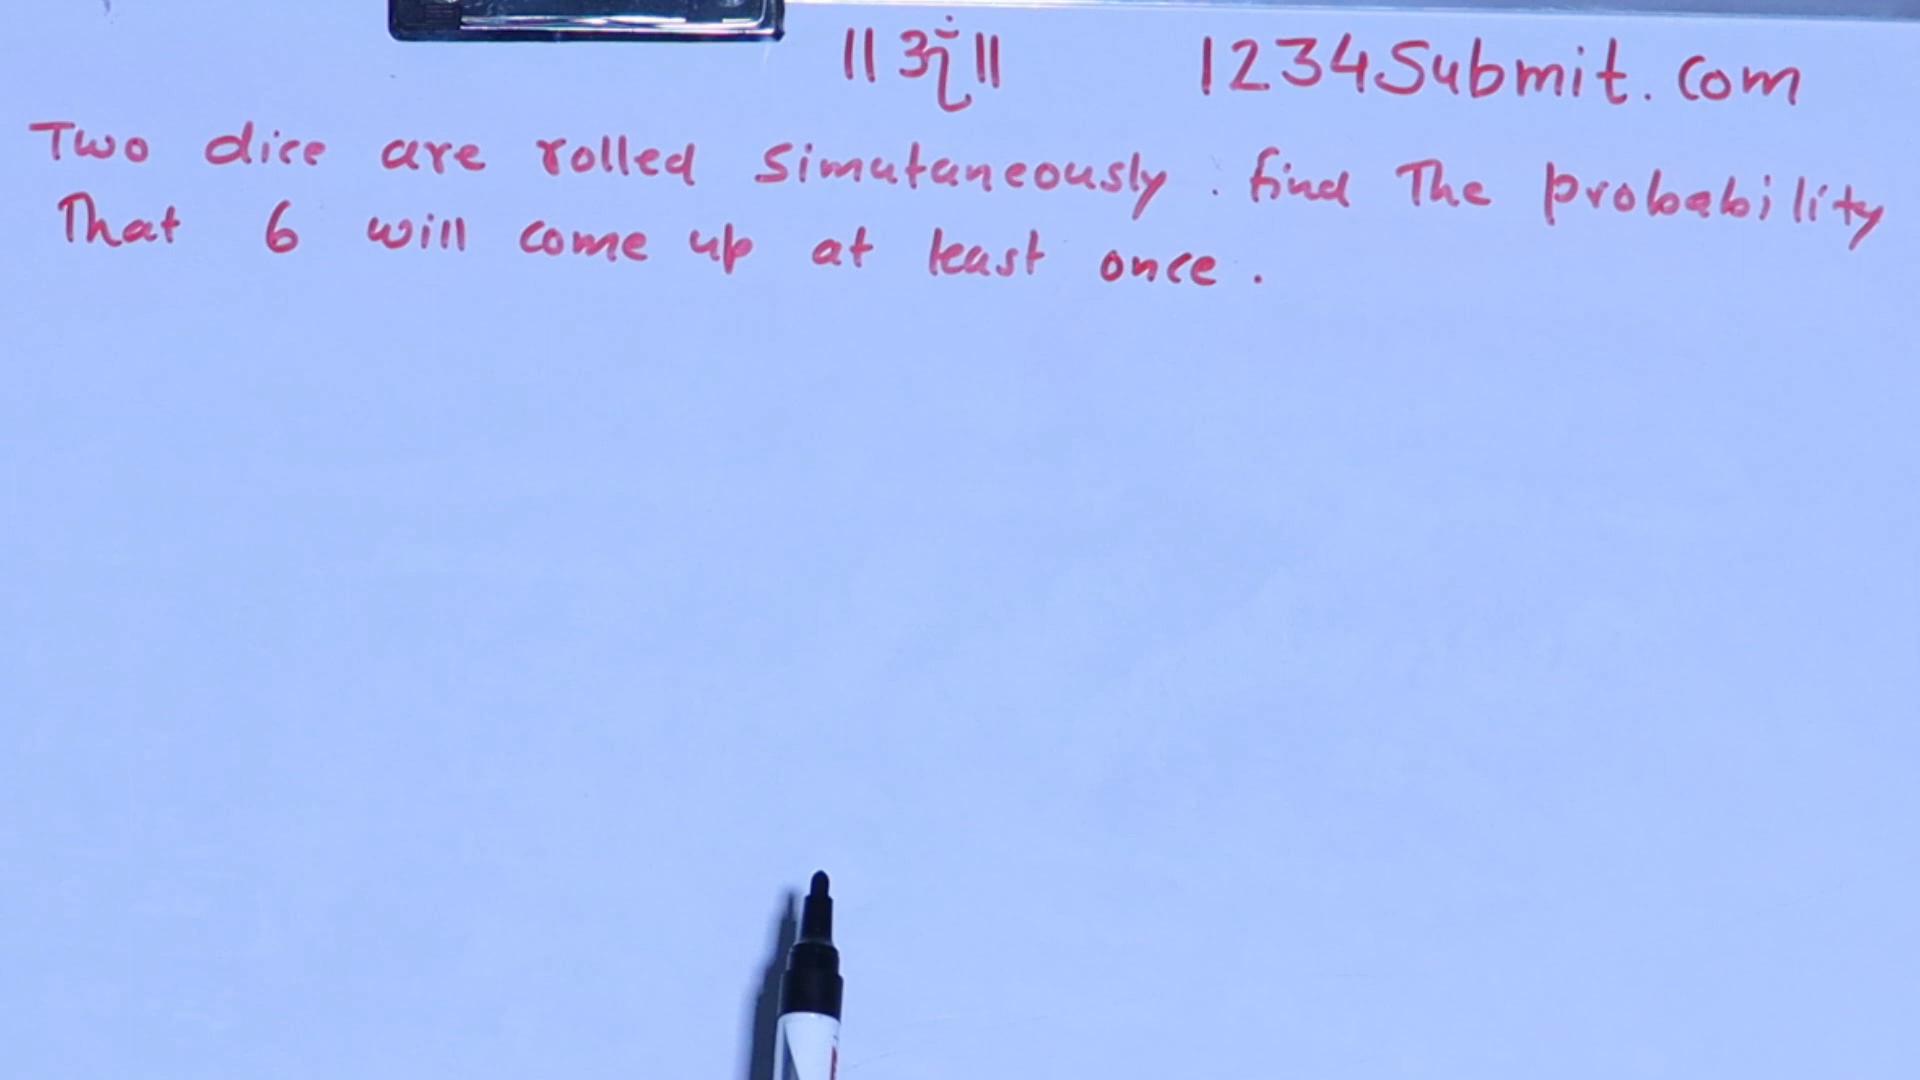 || ૐ || 1234Submit.com
Two dice are rolled Simutaneously. find The probability
That 6 will come up at least once.